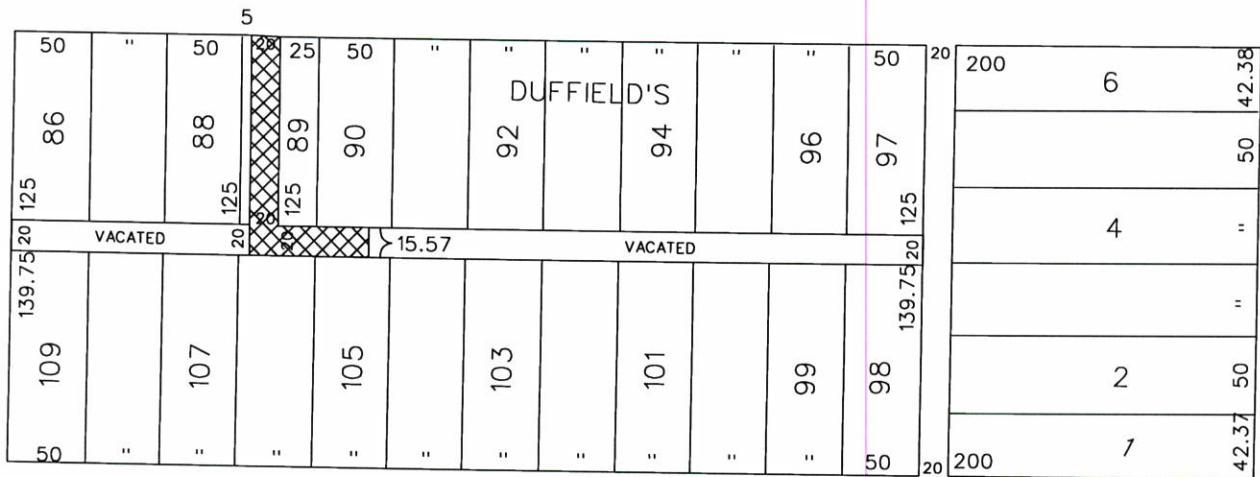 5
50 " 50 20 25 50 " " " " " " 50 20
200 6 42.38
DUFFIELD'S
86 88 89 90 92 94 96 97
50
125 125 125 125
4 "
20 VACATED 20 20 20 15.57 VACATED 20
139.75 139.75
"
109 107 105 103 101 99 98
2 50
50 " " " " " " " " " " 50 20
200 1 42.37